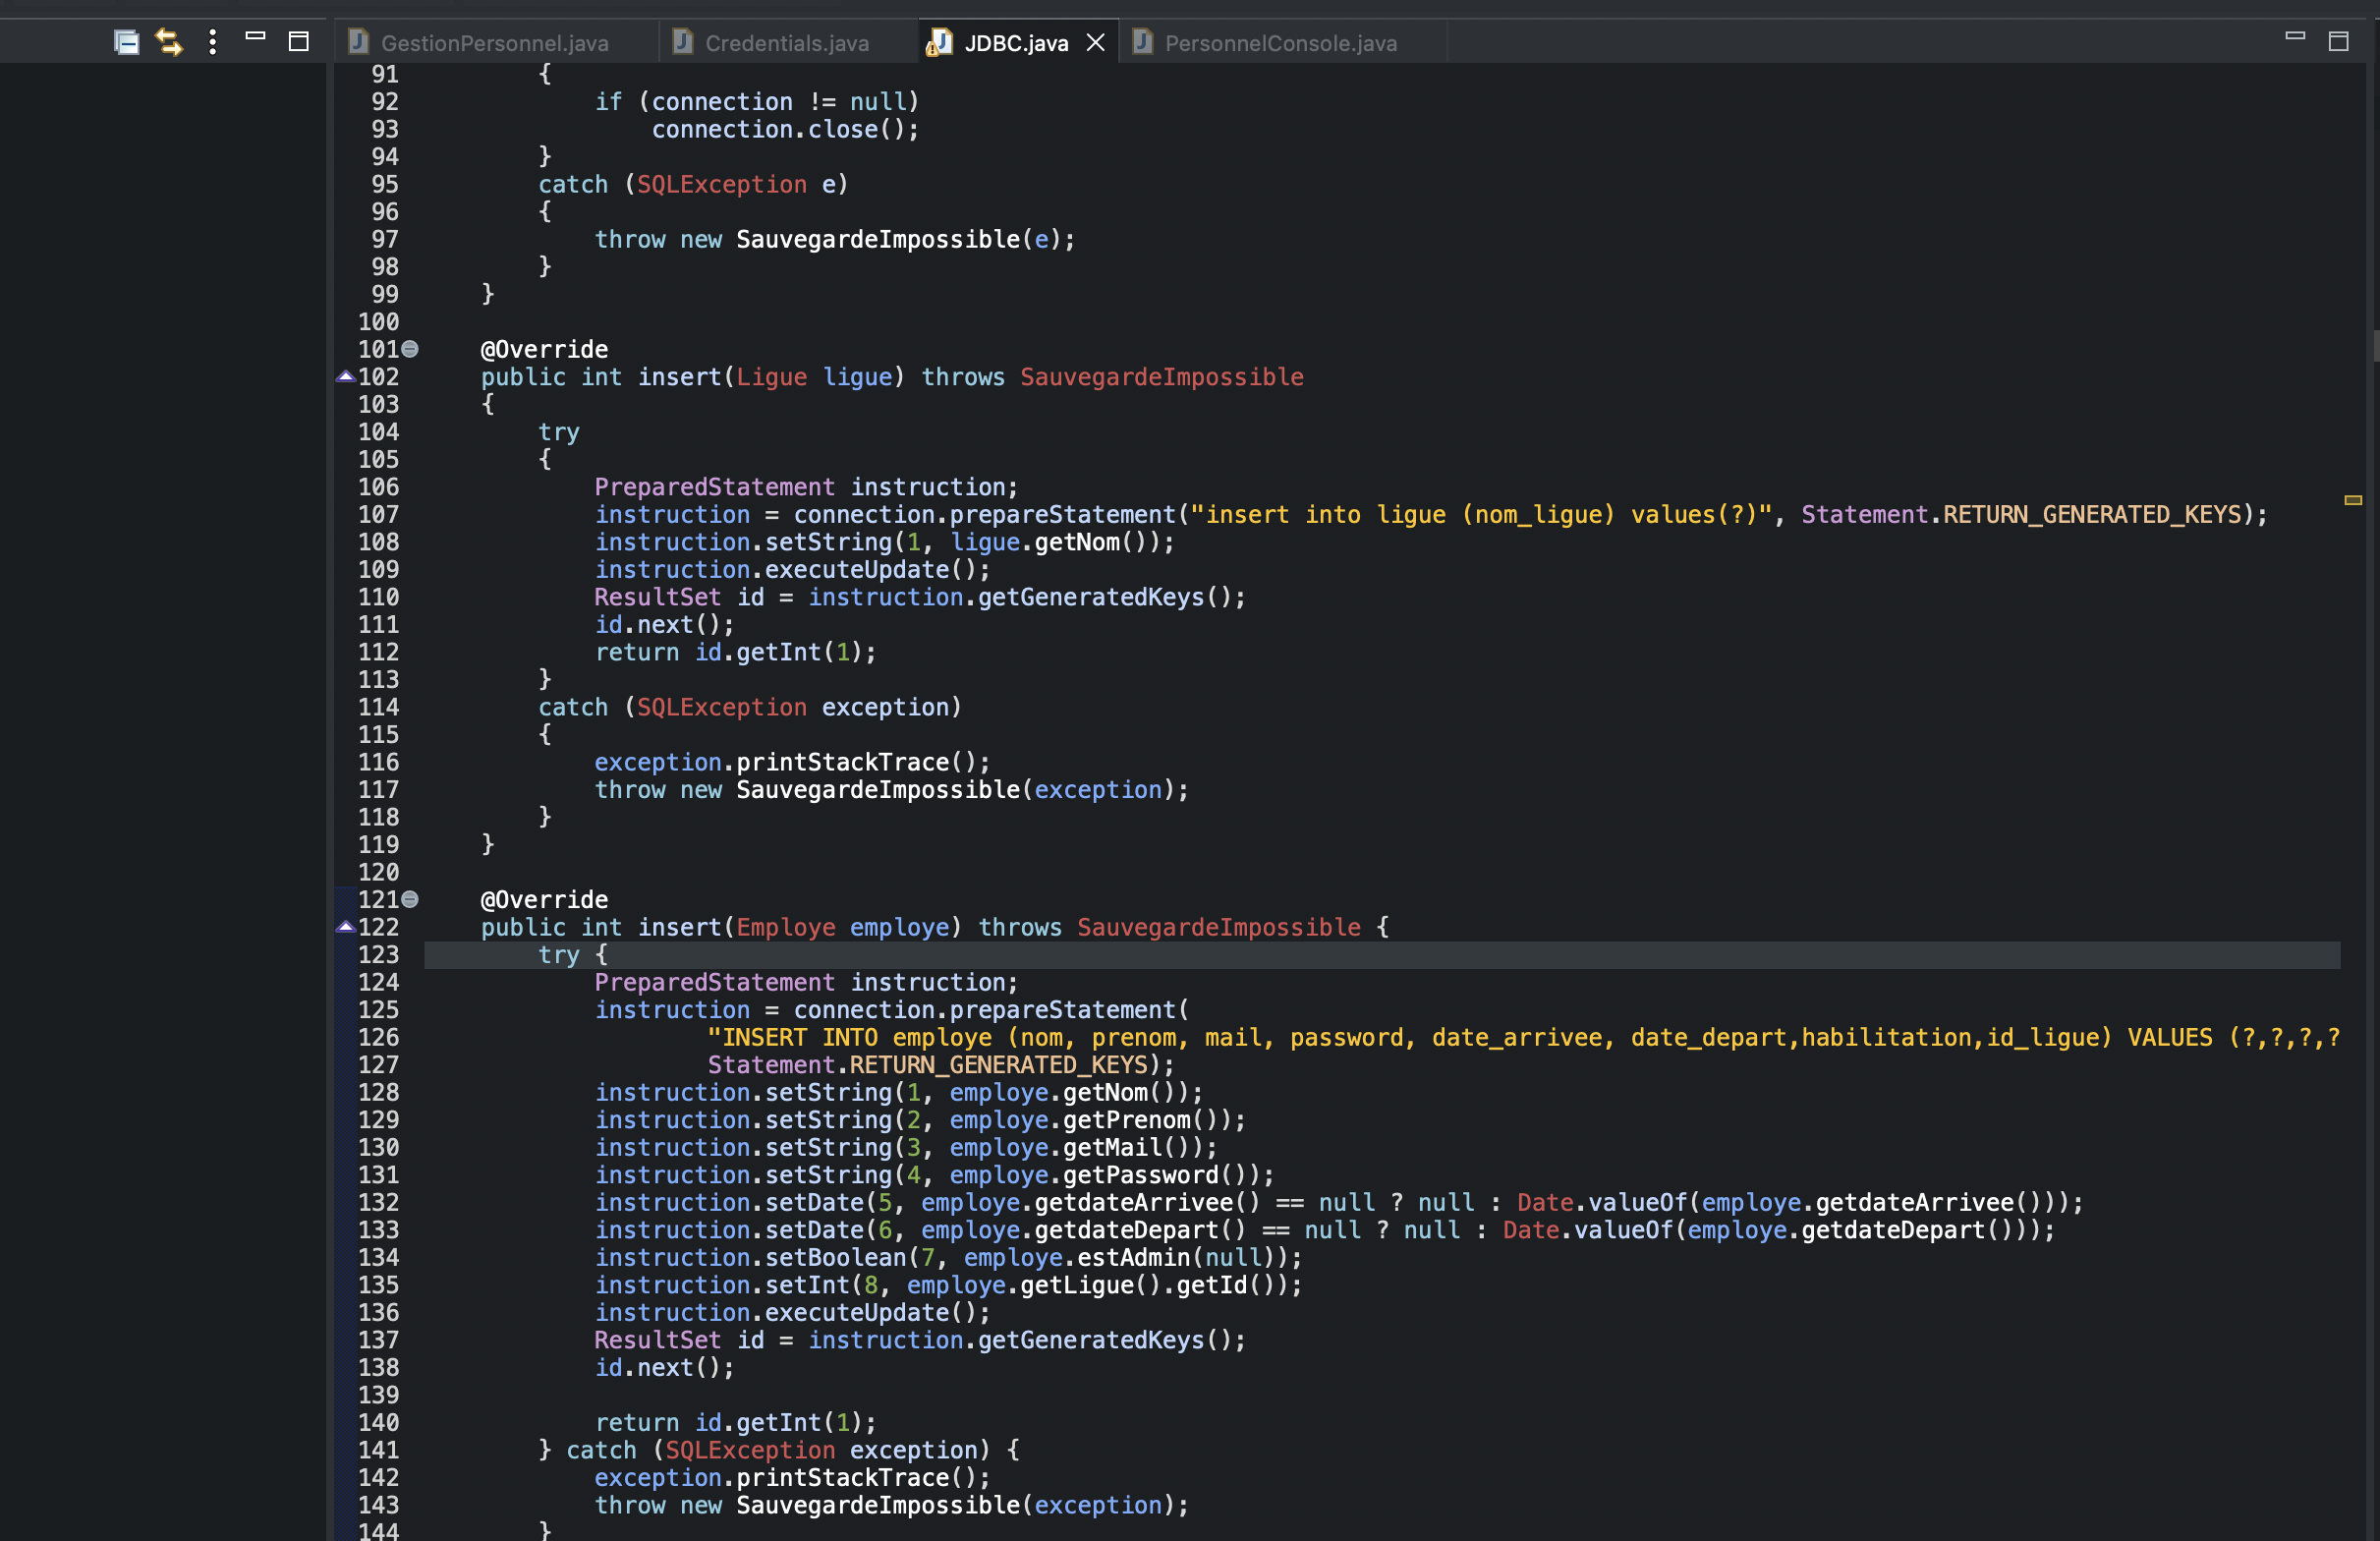 GestionPersonnel.java Credentials.java JDBC.java PersonnelConsole.java
91 {
92 if (connection != null)
93 connection.close();
94 }
95 catch (SQLException e)
96 {
97 throw new SauvegardeImpossible(e);
98 }
99 }
100
101 @Override
102 public int insert(Ligue ligue) throws SauvegardeImpossible
103 {
104 try
105 {
106 PreparedStatement instruction;
107 instruction = connection.prepareStatement("insert into ligue (nom_ligue) values(?)", Statement.RETURN_GENERATED_KEYS);
108 instruction.setString(1, ligue.getNom());
109 instruction.executeUpdate();
110 ResultSet id = instruction.getGeneratedKeys();
111 id.next();
112 return id.getInt(1);
113 }
114 catch (SQLException exception)
115 {
116 exception.printStackTrace();
117 throw new SauvegardeImpossible(exception);
118 }
119 }
120
121 @Override
122 public int insert(Employe employe) throws SauvegardeImpossible {
123 try {
124 PreparedStatement instruction;
125 instruction = connection.prepareStatement(
126 "INSERT INTO employe (nom, prenom, mail, password, date_arrivee, date_depart,habilitation,id_ligue) VALUES (?,?,?,?
127 Statement.RETURN_GENERATED_KEYS);
128 instruction.setString(1, employe.getNom());
129 instruction.setString(2, employe.getPrenom());
130 instruction.setString(3, employe.getMail());
131 instruction.setString(4, employe.getPassword());
132 instruction.setDate(5, employe.getdateArrivee() == null ? null : Date.valueOf(employe.getdateArrivee()));
133 instruction.setDate(6, employe.getdateDepart() == null ? null : Date.valueOf(employe.getdateDepart()));
134 instruction.setBoolean(7, employe.estAdmin(null));
135 instruction.setInt(8, employe.getLigue().getId());
136 instruction.executeUpdate();
137 ResultSet id = instruction.getGeneratedKeys();
138 id.next();
139
140 return id.getInt(1);
141 } catch (SQLException exception) {
142 exception.printStackTrace();
143 throw new SauvegardeImpossible(exception);
144 }